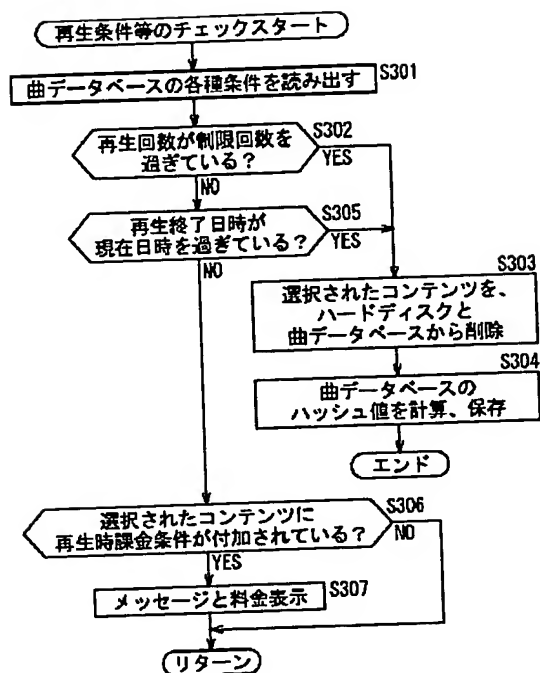 再生条件等のチェックスタート
曲データベースの各種条件を読み出す
S301
再生回数が制限回数を
過ぎている？
S302
YES
NO
再生終了日時が
現在日時を過ぎている？
S305
YES
NO
S303
選択されたコンテンツを、
ハードディスクと
曲データベースから削除
S304
曲データベースの
ハッシュ値を計算、保存
エンド
選択されたコンテンツに
再生時課金条件が付加されている？
S306
NO
YES
メッセージと料金表示
S307
リターン